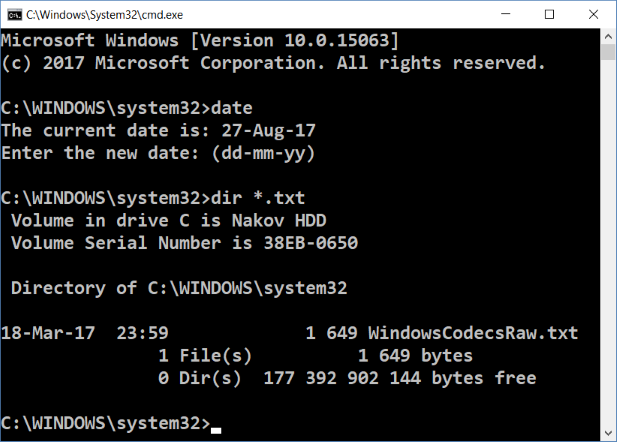 C:\Windows\System32\cmd.exe
Microsoft Windows [Version 10.0.15063]
(c) 2017 Microsoft Corporation. All rights reserved.
C:\WINDOWS\system32>date
The current date is: 27-Aug-17
Enter the new date: (dd-mm-yy)
C:\WINDOWS\system32>dir *.txt
Volume in drive C is Nakov HDD
Volume Serial Number is 38EB-0650
Directory of C:\WINDOWS\system32
18-Mar-17  23:59             1 649 WindowsCodecsRaw.txt
1 File(s)          1 649 bytes
0 Dir(s)  177 392 902 144 bytes free
C:\WINDOWS\system32>